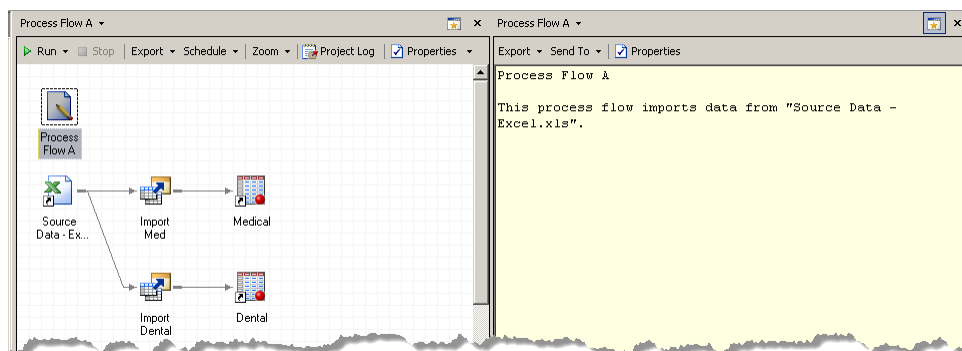 Process Flow A
Run Stop Export Schedule Zoom Project Log Properties
Process
Flow A
Source
Data - Ex...
Import
Med
Medical
Import
Dental
Dental
Process Flow A
Export Send To Properties
Process Flow A
This process flow imports data from "Source Data -
Excel.xls".